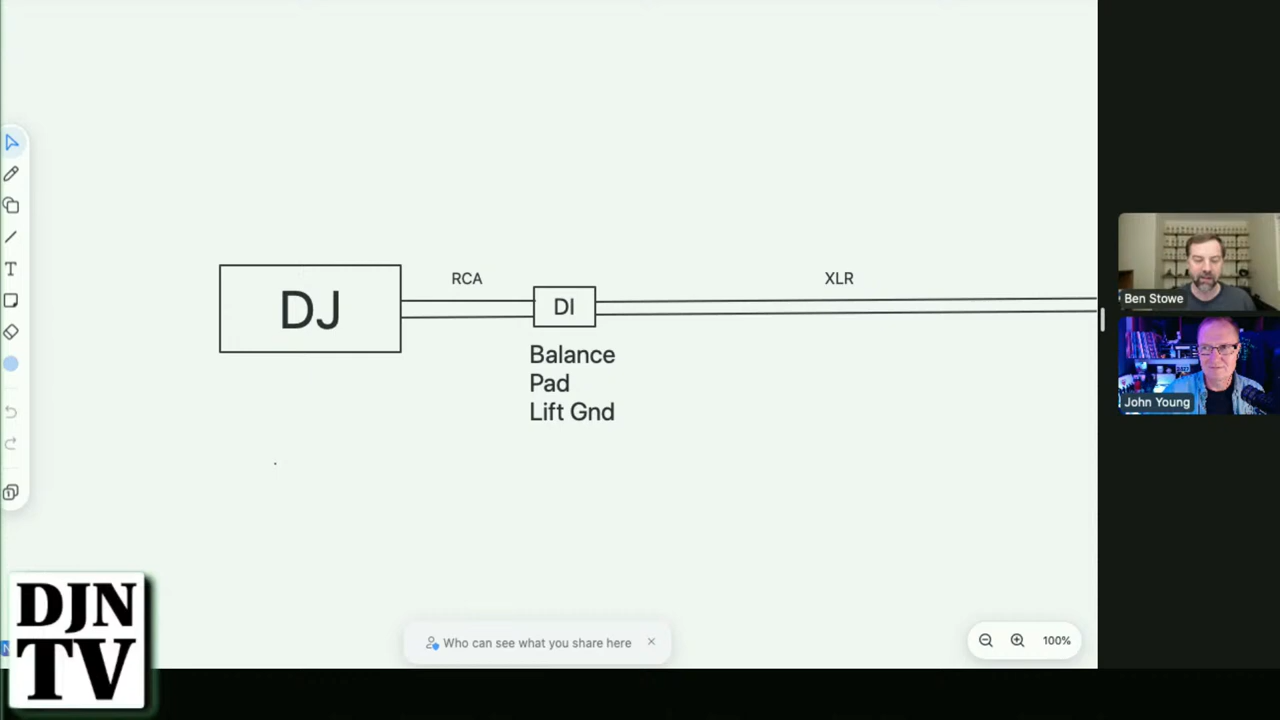 RCA
XLR
DJ
DI
Balance
Pad
Lift Gnd
Ben Stowe
John Young
Who can see what you share here
100%
DJN
TV